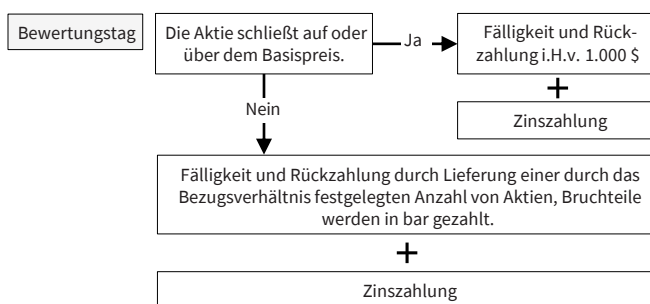 Bewertungstag
Die Aktie schließt auf oder
über dem Basispreis.
Ja
Fälligkeit und Rück-
zahlung i.H.v. 1.000 $
+
Zinszahlung
Nein
Fälligkeit und Rückzahlung durch Lieferung einer durch das
Bezugsverhältnis festgelegten Anzahl von Aktien, Bruchteile
werden in bar gezahlt.
+
Zinszahlung